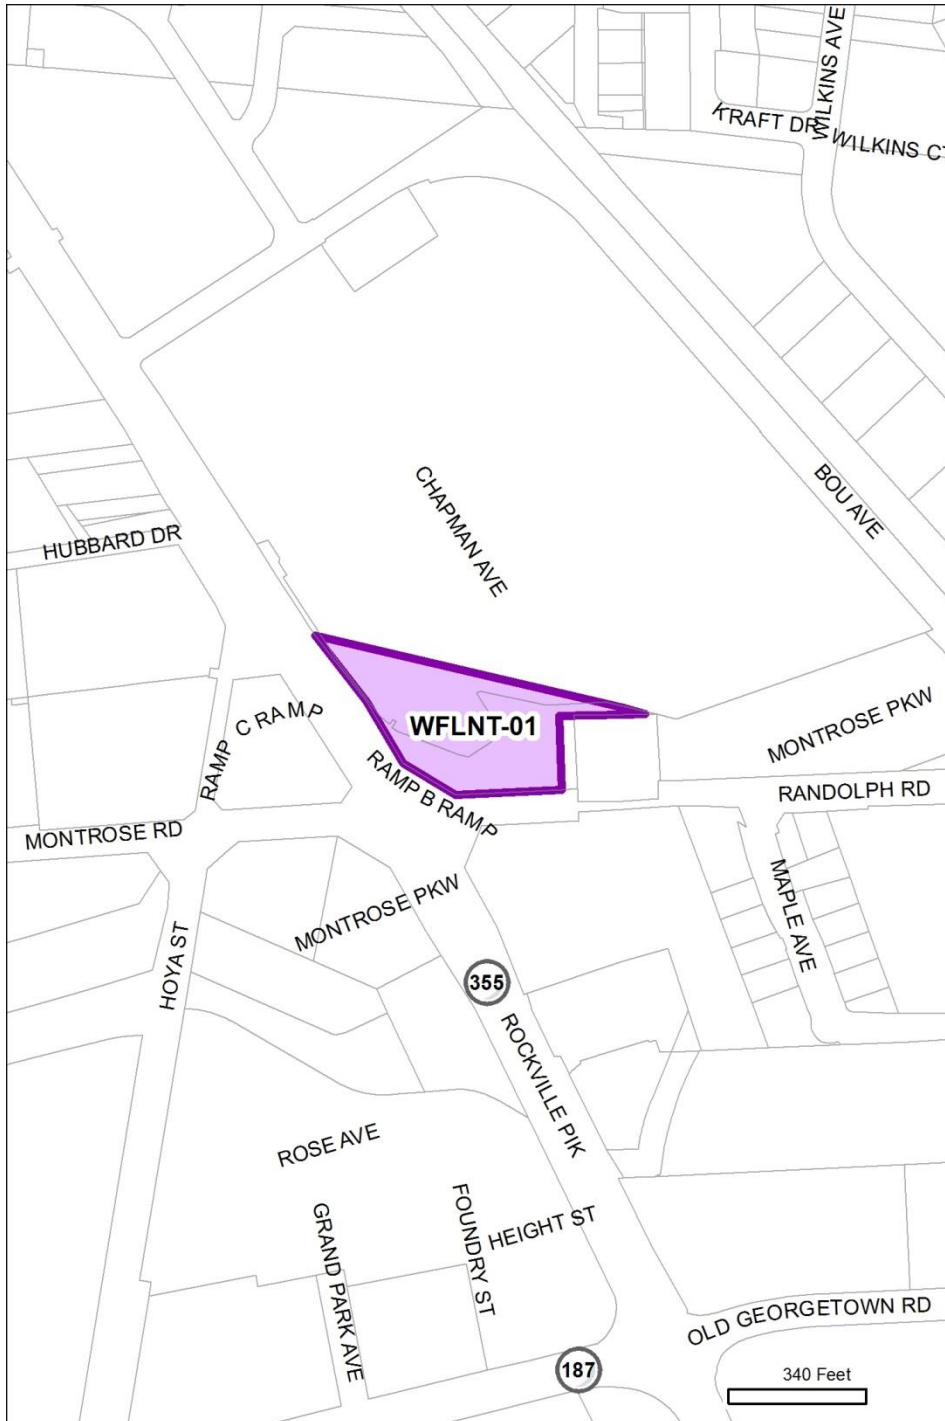 WILKINS AVE
KRAFT DR
WILKINS CT
BOU AVE
CHAPMAN AVE
HUBBARD DR
RAMP C RAMP
WFLNT-01
MONTROSE PKW
RAMP B RAMP
RANDOLPH RD
MONTROSE RD
MAPLE AVE
MONTROSE PKW
HOYA ST
355
ROCKVILLE PIK
ROSE AVE
FOUNDRY ST
HEIGHT ST
GRAND PARK AVE
OLD GEORGETOWN RD
187
340 Feet